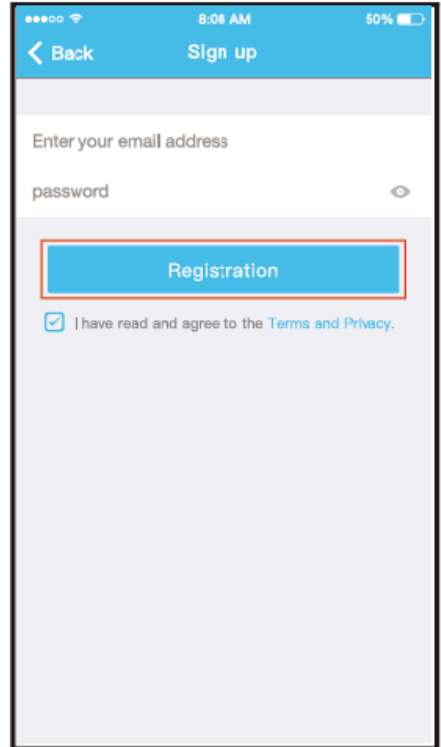 8:08 AM 50%
Back Sign up
Enter your email address
password
Registration
I have read and agree to the Terms and Privacy.